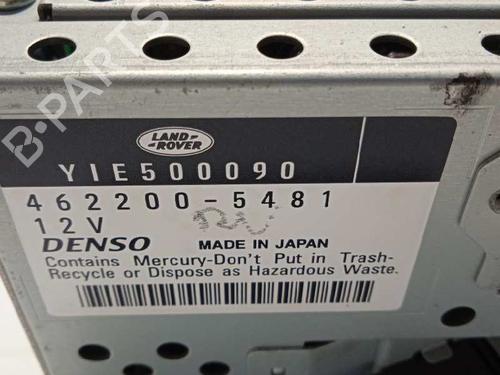 B-PARTS
LAND-
ROVER
YIE500090
462200-5481
12V
DENSO MADE IN JAPAN
Contains Mercury-Don't Put in Trash-
Recycle or Dispose as Hazardous Waste.